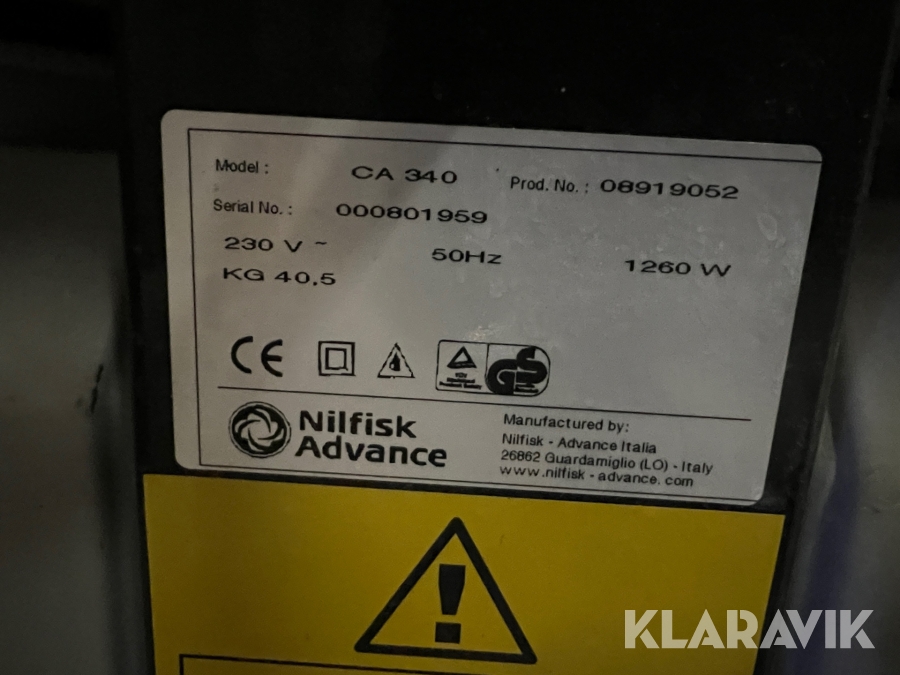 Model : CA 340 Prod. No. : 08919052
Serial No. : 000801959
230 V ~ 50Hz 1260 W
KG 40.5
CE GS
Nilfisk
Advance
Manufactured by:
Nilfisk - Advance Italia
26862 Guardamiglio (LO) - Italy
www.nilfisk - advance. com
KLARAVIK